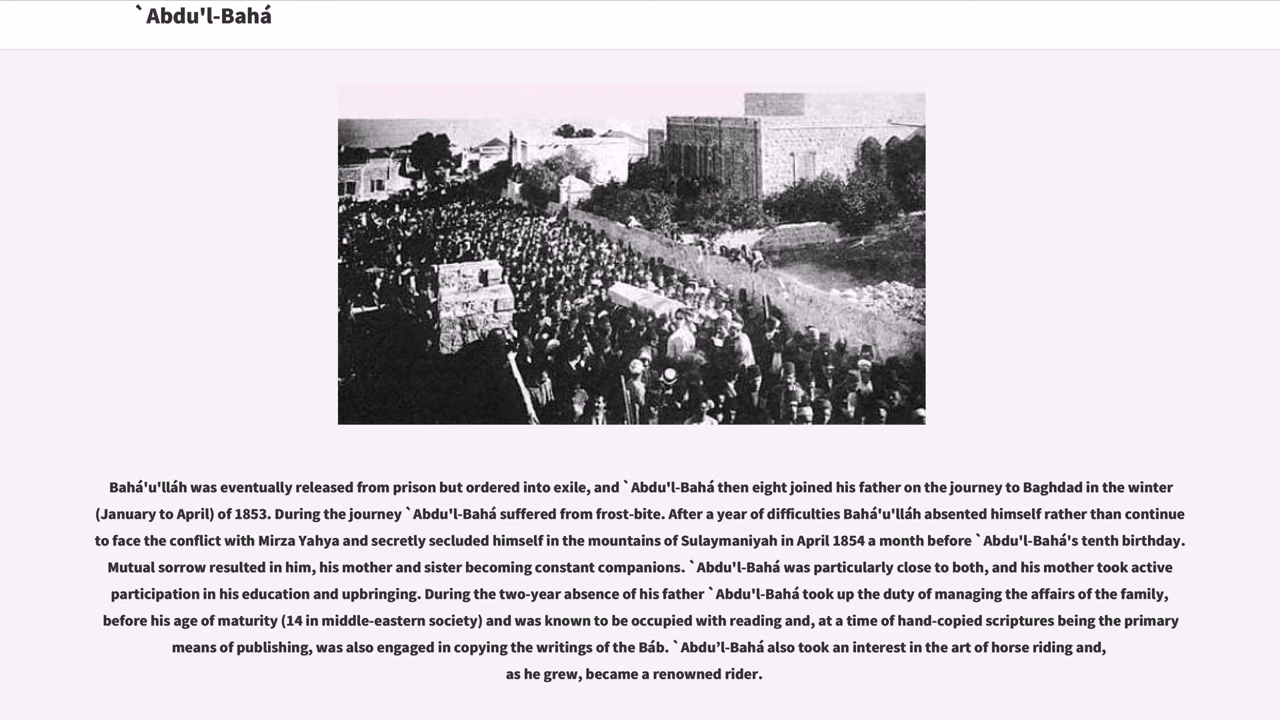 `Abdu'l-Bahá
Bahá'u'lláh was eventually released from prison but ordered into exile, and `Abdu'l-Bahá then eight joined his father on the journey to Baghdad in the winter
(January to April) of 1853. During the journey `Abdu'l-Bahá suffered from frost-bite. After a year of difficulties Bahá'u'lláh absented himself rather than continue
to face the conflict with Mirza Yahya and secretly secluded himself in the mountains of Sulaymaniyah in April 1854 a month before `Abdu'l-Bahá's tenth birthday.
Mutual sorrow resulted in him, his mother and sister becoming constant companions. `Abdu'l-Bahá was particularly close to both, and his mother took active
participation in his education and upbringing. During the two-year absence of his father `Abdu'l-Bahá took up the duty of managing the affairs of the family,
before his age of maturity (14 in middle-eastern society) and was known to be occupied with reading and, at a time of hand-copied scriptures being the primary
means of publishing, was also engaged in copying the writings of the Báb. `Abdu’l-Bahá also took an interest in the art of horse riding and,
as he grew, became a renowned rider.